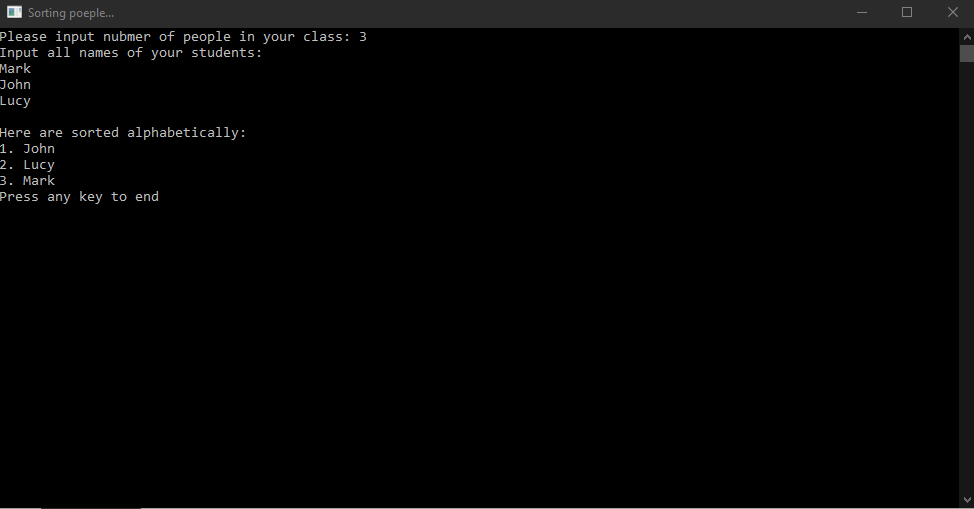 Sorting poeple...
Please input nubmer of people in your class: 3
Input all names of your students:
Mark
John
Lucy
Here are sorted alphabetically:
1. John
2. Lucy
3. Mark
Press any key to end